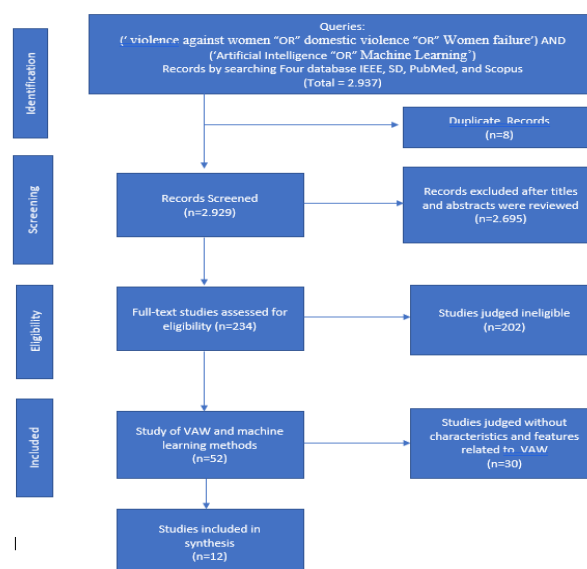 Queries:
(' violence against women "OR" domestic violence "OR" Women failure') AND
('Artificial Intelligence "OR" Machine Learning')
Records by searching Four database IEEE, SD, PubMed, and Scopus
(Total = 2.937)
Identification
Duplicate Records
(n=8)
Screening
Records Screened
(n=2.929)
Records excluded after titles
and abstracts were reviewed
(n=2.695)
Eligibility
Full-text studies assessed for
eligibility (n=234)
Studies judged ineligible
(n=202)
Included
Study of VAW and machine
learning methods
(n=52)
Studies judged without
characteristics and features
related to VAW
(n=30)
Studies included in
synthesis
(n=12)